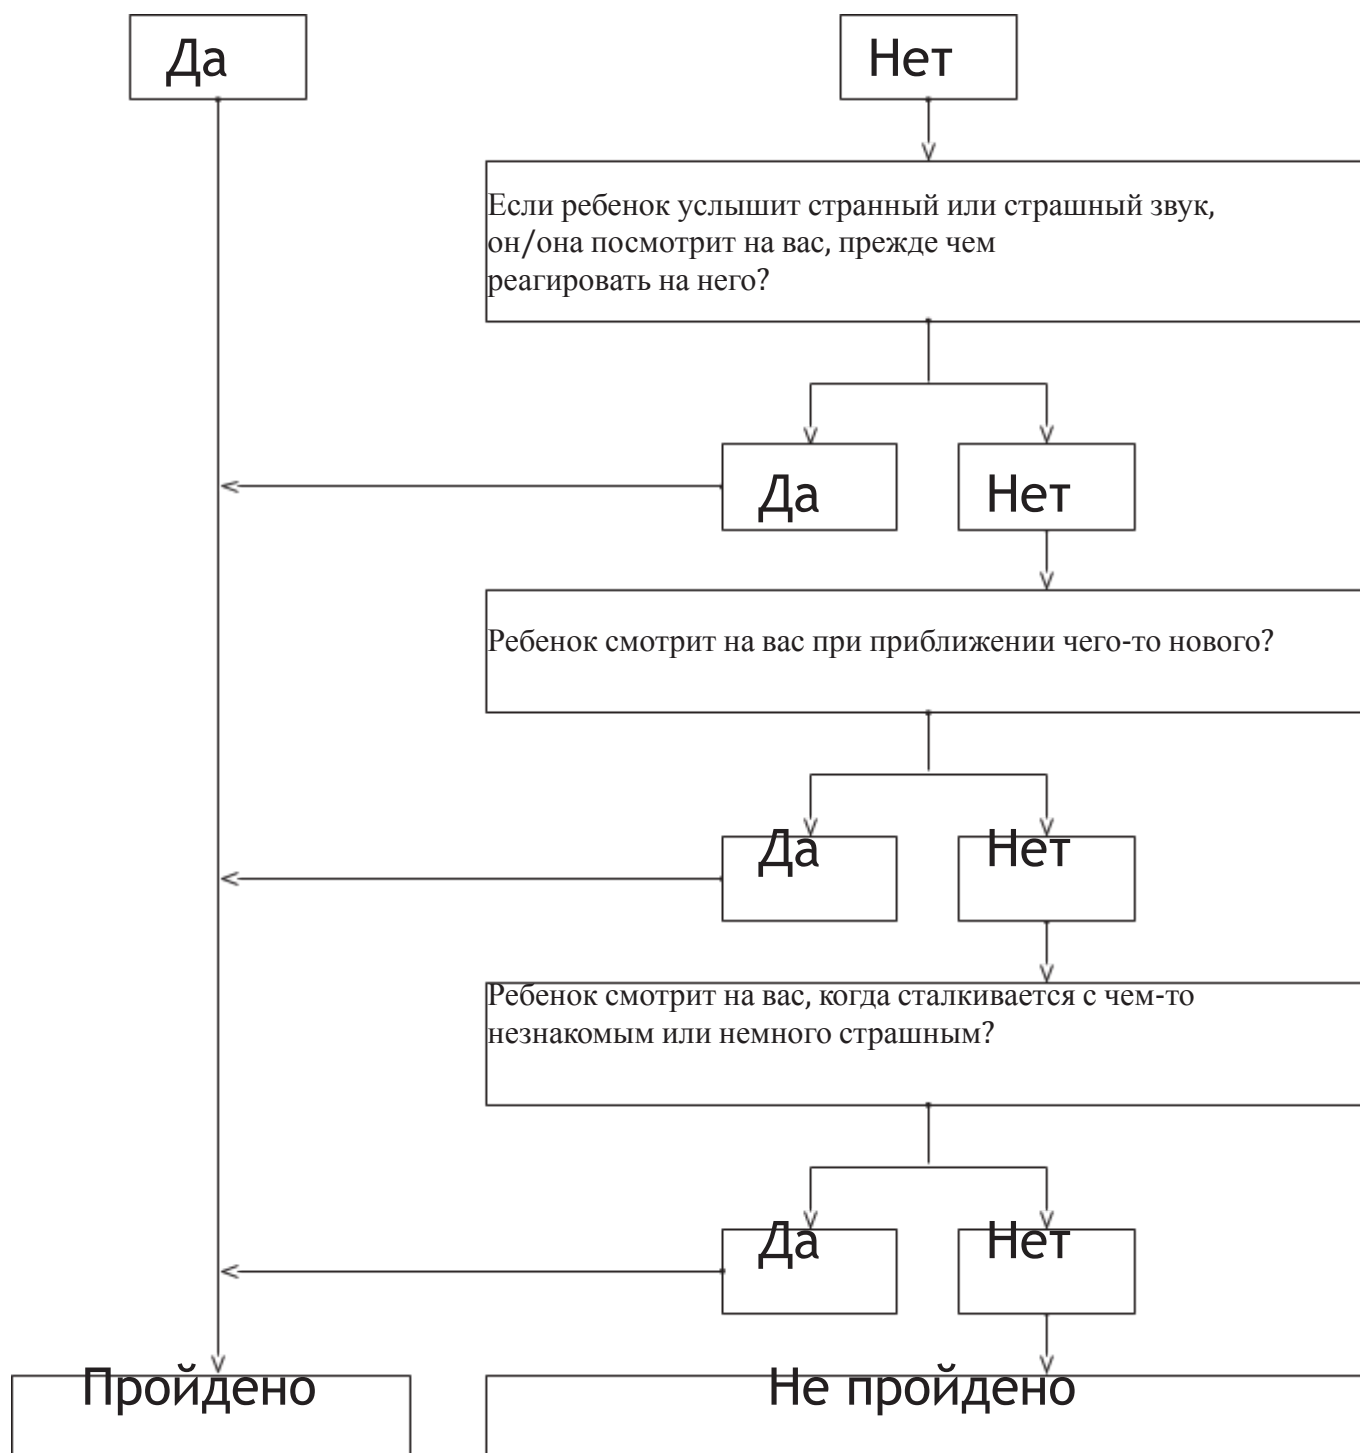 Да
Нет
Если ребенок услышит странный или страшный звук,
он/она посмотрит на вас, прежде чем
реагировать на него?
Да
Нет
Ребенок смотрит на вас при приближении чего-то нового?
Да
Нет
Ребенок смотрит на вас, когда сталкивается с чем-то
незнакомым или немного страшным?
Да
Нет
Пройдено
Не пройдено